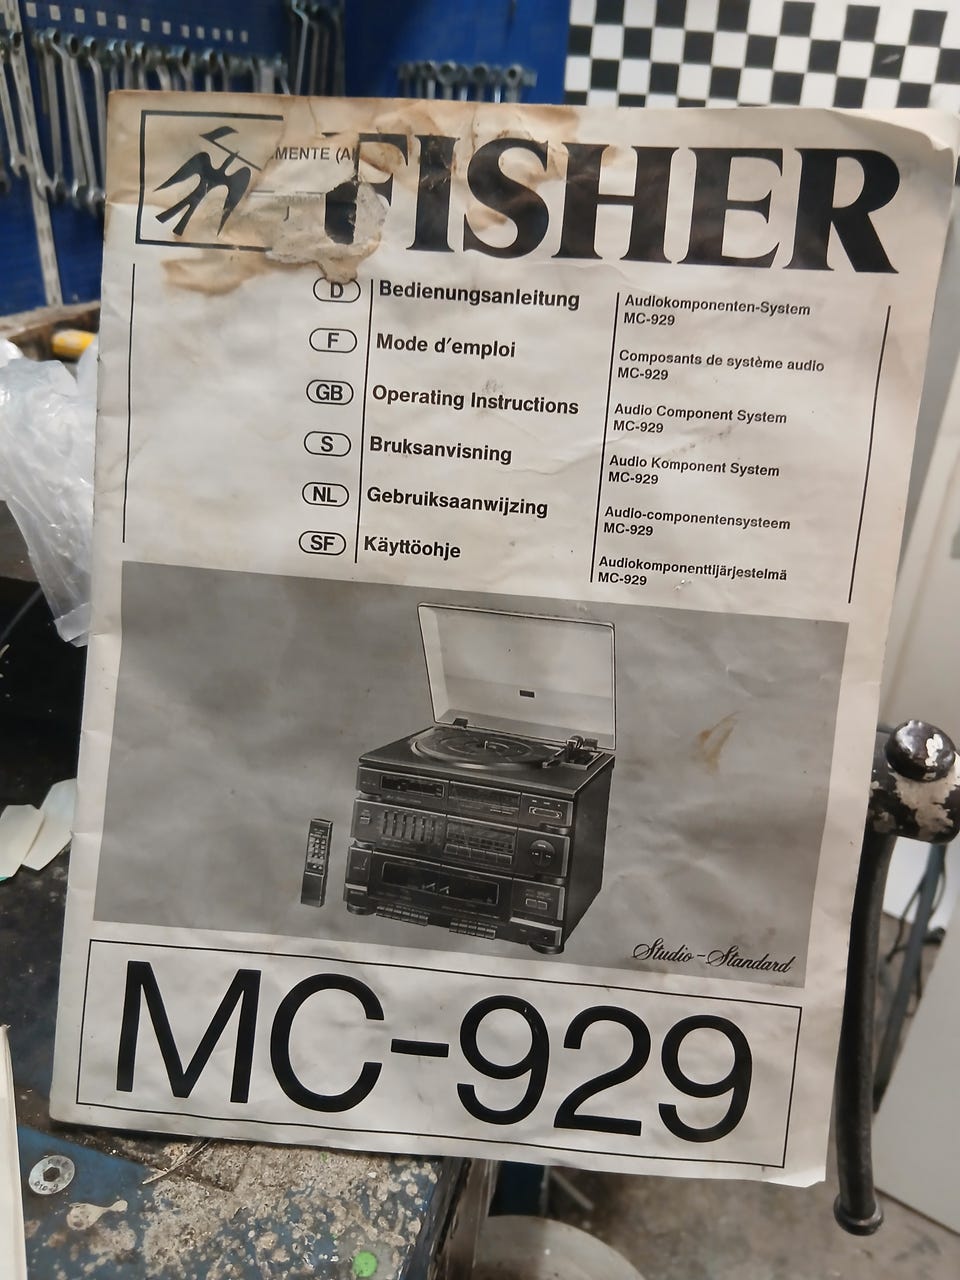 MENTE (A
FISHER
D Bedienungsanleitung Audiokomponenten-System
MC-929
F Mode d'emploi Composants de système audio
MC-929
GB Operating Instructions Audio Component System
MC-929
S Bruksanvisning Audio Komponent System
MC-929
NL Gebruiksaanwijzing Audio-componentensysteem
MC-929
SF Käyttöohje Audiokomponenttijärjestelmä
MC-929
Studio-Standard
MC-929